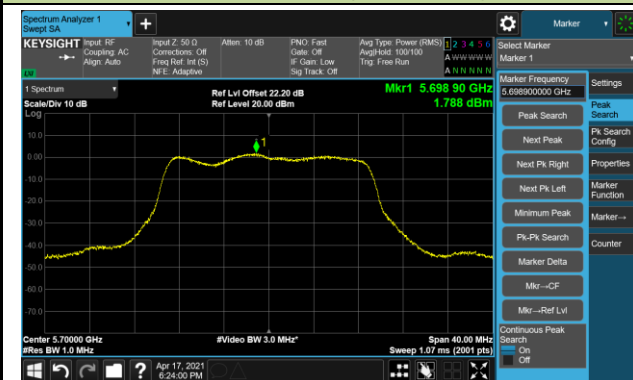 Spectrum Analyzer 1
Swept SA
+
Marker
KEYSIGHT
Input: RF
Coupling: AC
Align: Auto
Input Z: 50 Ω
Corrections: Off
Freq Ref: Int (S)
NFE: Adaptive
Atten: 10 dB
PNO: Fast
Gate: Off
IF Gain: Low
Sig Track: Off
Avg Type: Power (RMS)
Avg|Hold: 100/100
Trig: Free Run
1 2 3 4 5 6
A W W W W W
A N N N N N
Select Marker
Marker 1
1 Spectrum
Scale/Div 10 dB
Log
Ref Lvl Offset 22.20 dB
Ref Level 20.00 dBm
Mkr1 5.698 90 GHz
1.788 dBm
Marker Frequency
5.698900000 GHz
Settings
Peak Search
Peak
Search
Next Peak
Pk Search
Config
Next Pk Right
Properties
Next Pk Left
Marker
Function
Minimum Peak
Marker→
Pk-Pk Search
Counter
Marker Delta
Mkr→CF
Mkr→Ref Lvl
Continuous Peak
Search
On
Off
10.0
0.00
-10.0
-20.0
-30.0
-40.0
-50.0
-60.0
-70.0
1
Center 5.70000 GHz
#Res BW 1.0 MHz
#Video BW 3.0 MHz*
Span 40.00 MHz
Sweep 1.07 ms (2001 pts)
?
Apr 17, 2021
6:24:00 PM